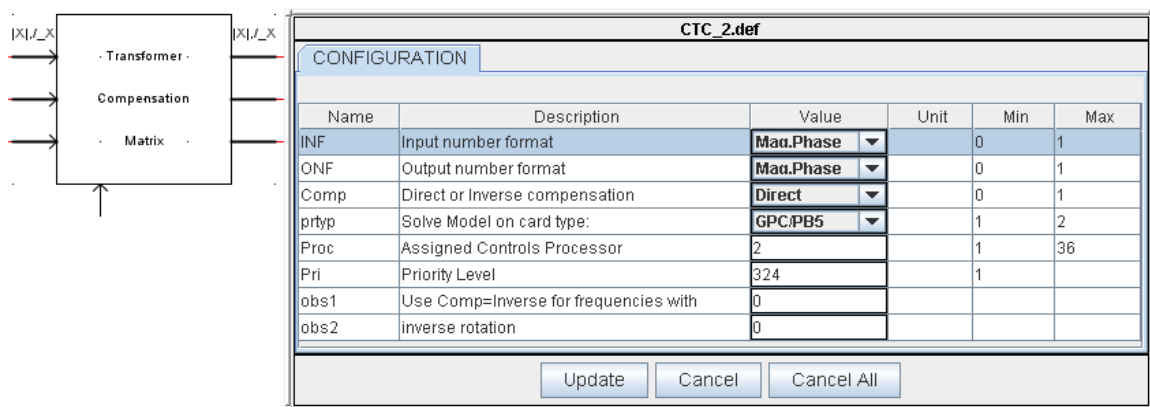 |X|,/_X |X|,/_X
· Transformer ·
Compensation
· Matrix ·
CTC_2.def
CONFIGURATION
Name Description Value Unit Min Max
INF Input number format Mag.Phase 0 1
ONF Output number format Mag.Phase 0 1
Comp Direct or Inverse compensation Direct 0 1
prtyp Solve Model on card type: GPC/PB5 1 2
Proc Assigned Controls Processor 2 1 36
Pri Priority Level 324 1
obs1 Use Comp=Inverse for frequencies with 0
obs2 inverse rotation 0
Update Cancel Cancel All